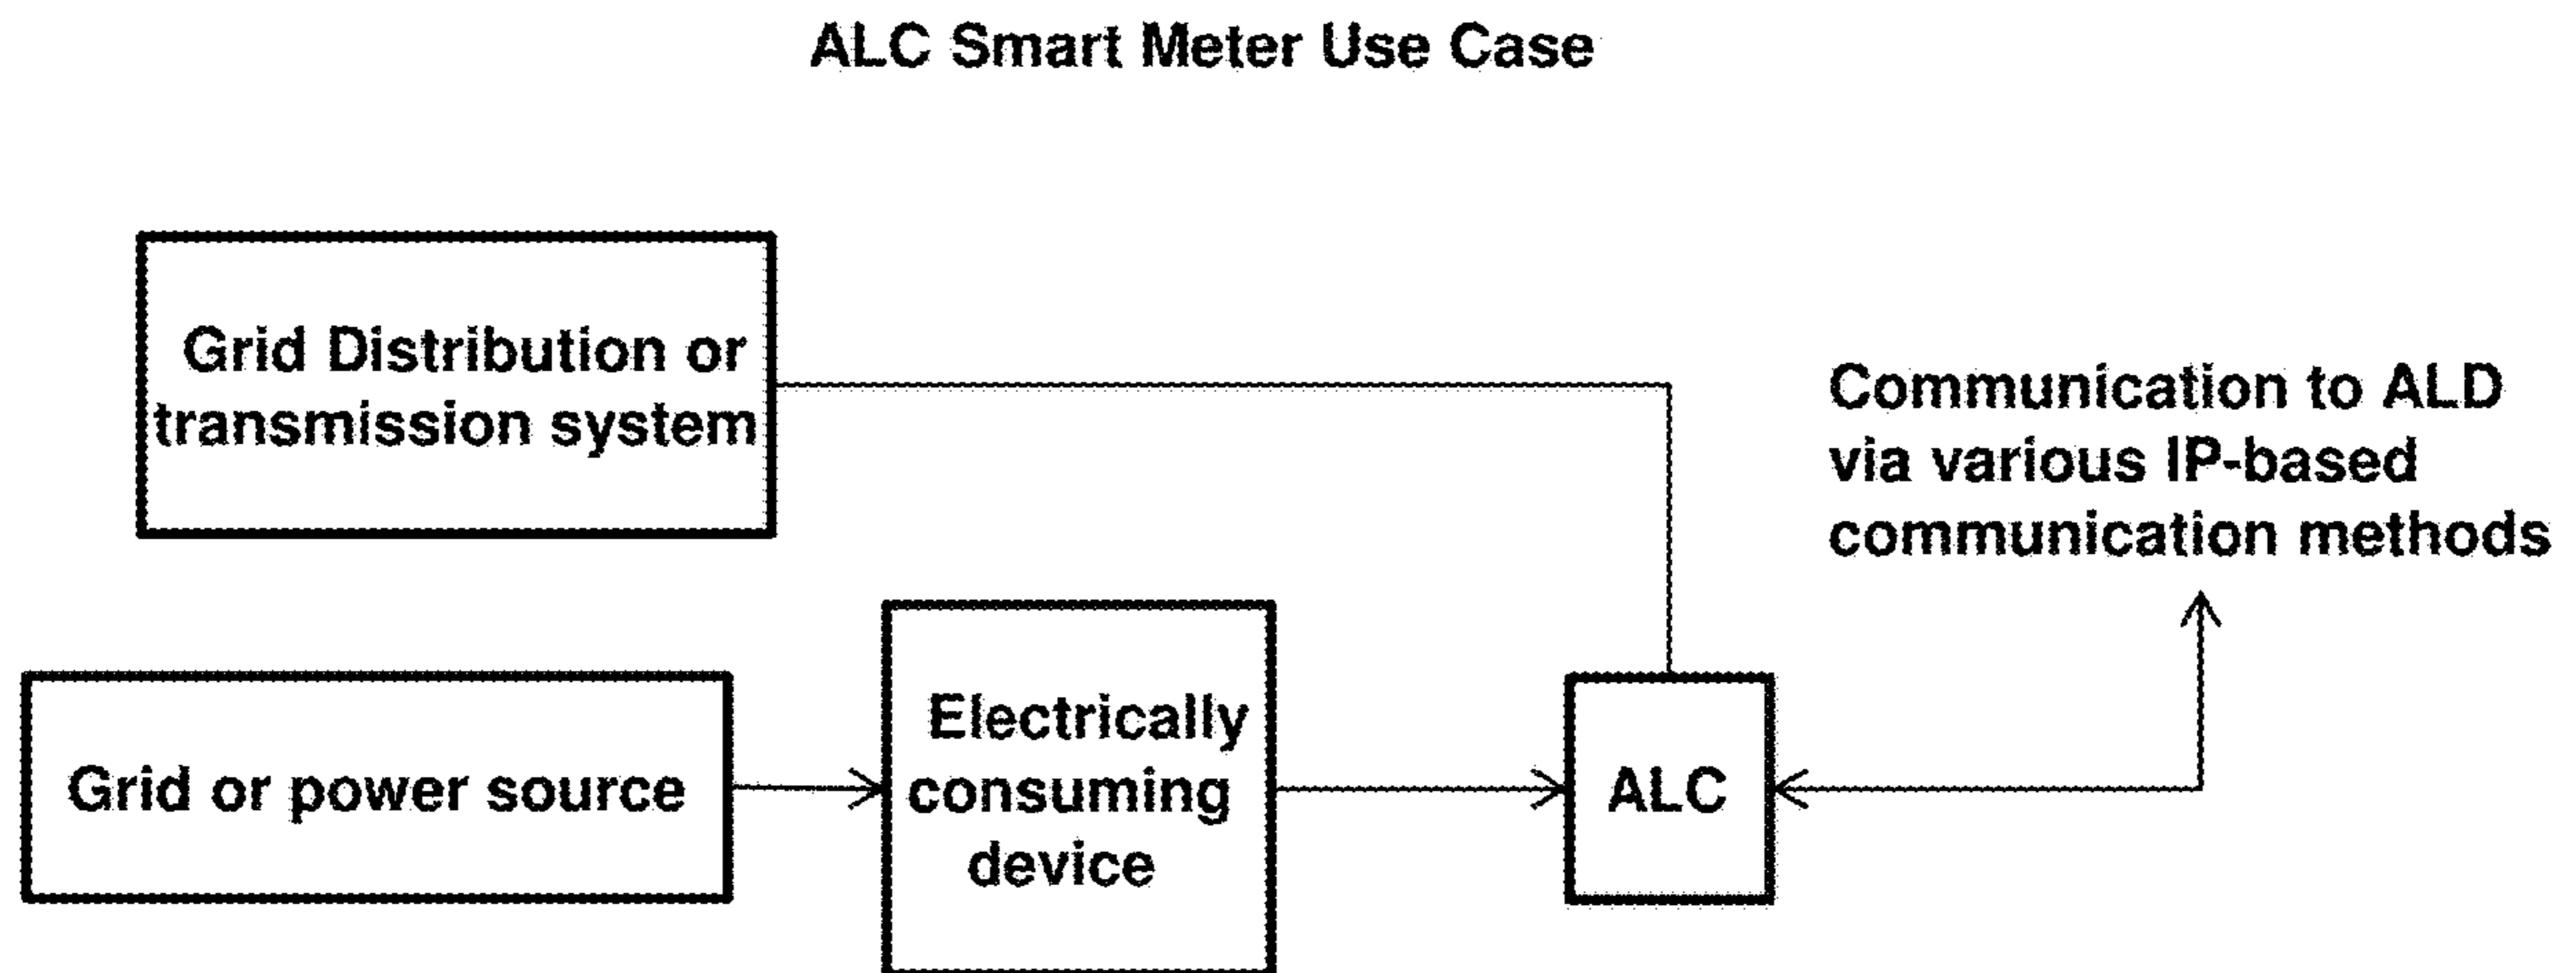 ALC Smart Meter Use Case
Grid Distribution or
transmission system
Communication to ALD
via various IP-based
communication methods
Grid or power source
Electrically
consuming
device
ALC